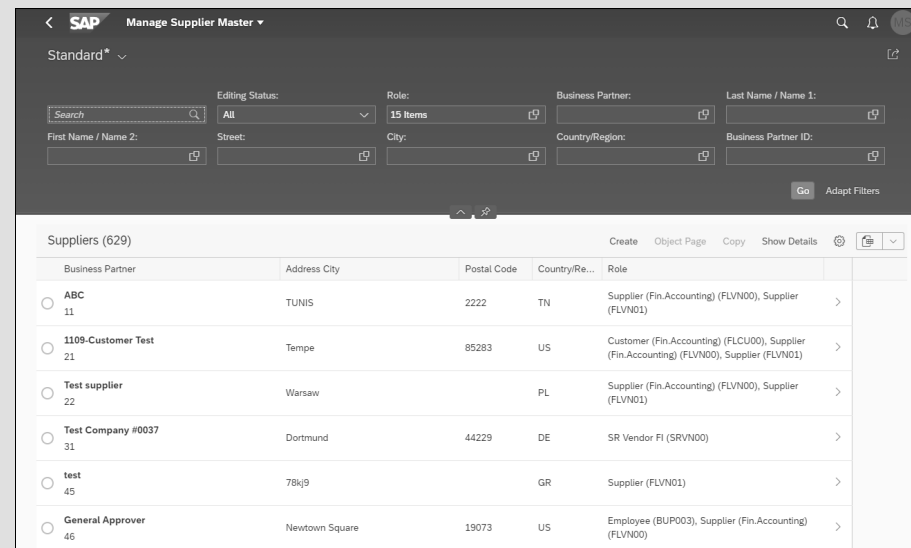 SAP Manage Supplier Master
MS
Standard*
Editing Status: Role: Business Partner: Last Name / Name 1:
Search All 15 Items
First Name / Name 2: Street: City: Country/Region: Business Partner ID:
Go Adapt Filters
Suppliers (629) Create Object Page Copy Show Details
Business Partner Address City Postal Code Country/Re... Role
ABC
11
TUNIS 2222 TN
Supplier (Fin.Accounting) (FLVN00), Supplier
(FLVN01)
1109-Customer Test
21
Tempe 85283 US
Customer (Fin.Accounting) (FLCU00), Supplier
(Fin.Accounting) (FLVN00), Supplier (FLVN01)
Test supplier
22
Warsaw PL
Supplier (Fin.Accounting) (FLVN00), Supplier
(FLVN01)
Test Company #0037
31
Dortmund 44229 DE SR Vendor FI (SRVN00)
test
45
78kj9 GR Supplier (FLVN01)
General Approver
46
Newtown Square 19073 US
Employee (BUP003), Supplier (Fin.Accounting)
(FLVN00)